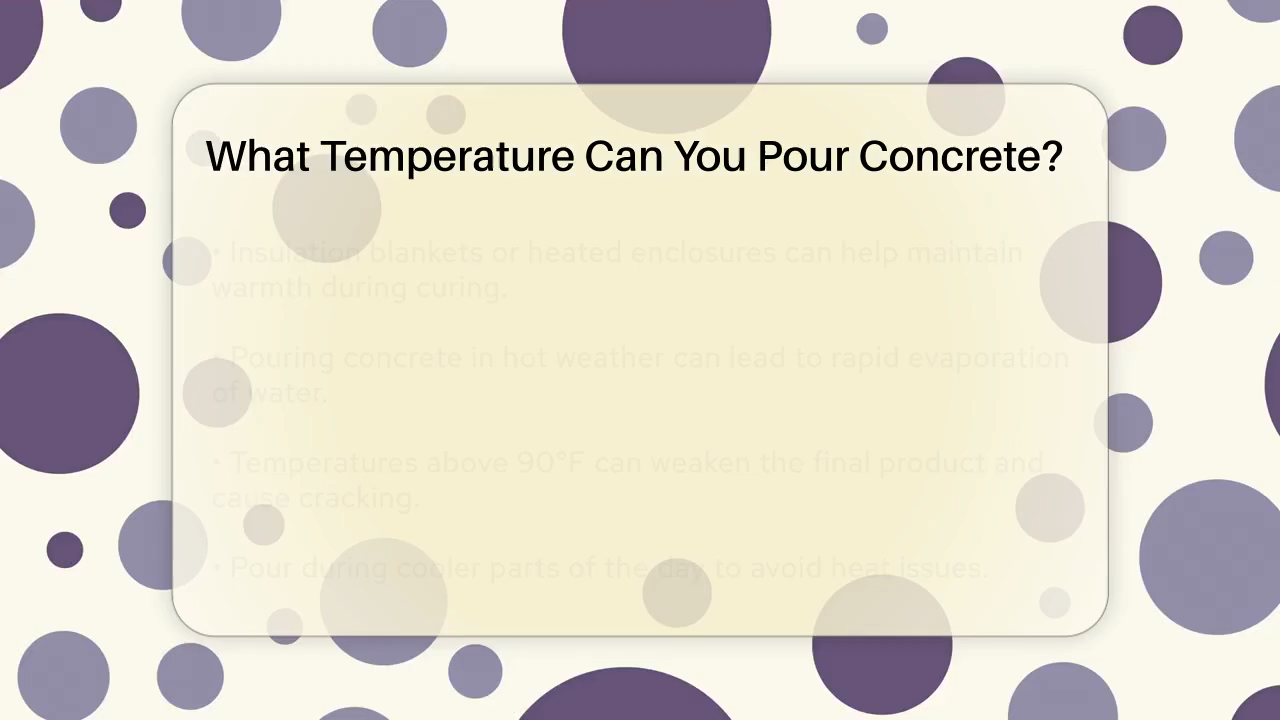 What Temperature Can You Pour Concrete?
• Insulation blankets or heated enclosures can help maintain
warmth during curing.
• Pouring concrete in hot weather can lead to rapid evaporation
of water.
• Temperatures above 90°F can weaken the final product and
cause cracking.
• Pour during cooler parts of the day to avoid heat issues.